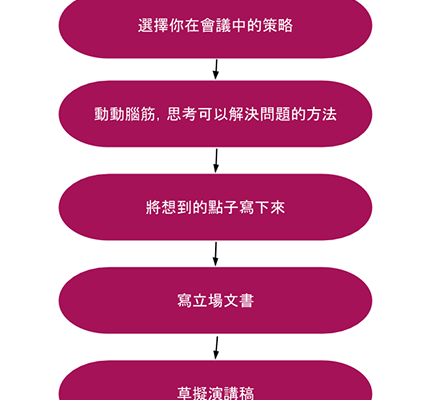 選擇你在會議中的策略
動動腦筋，思考可以解決問題的方法
將想到的點子寫下來
寫立場文書
草擬演講稿